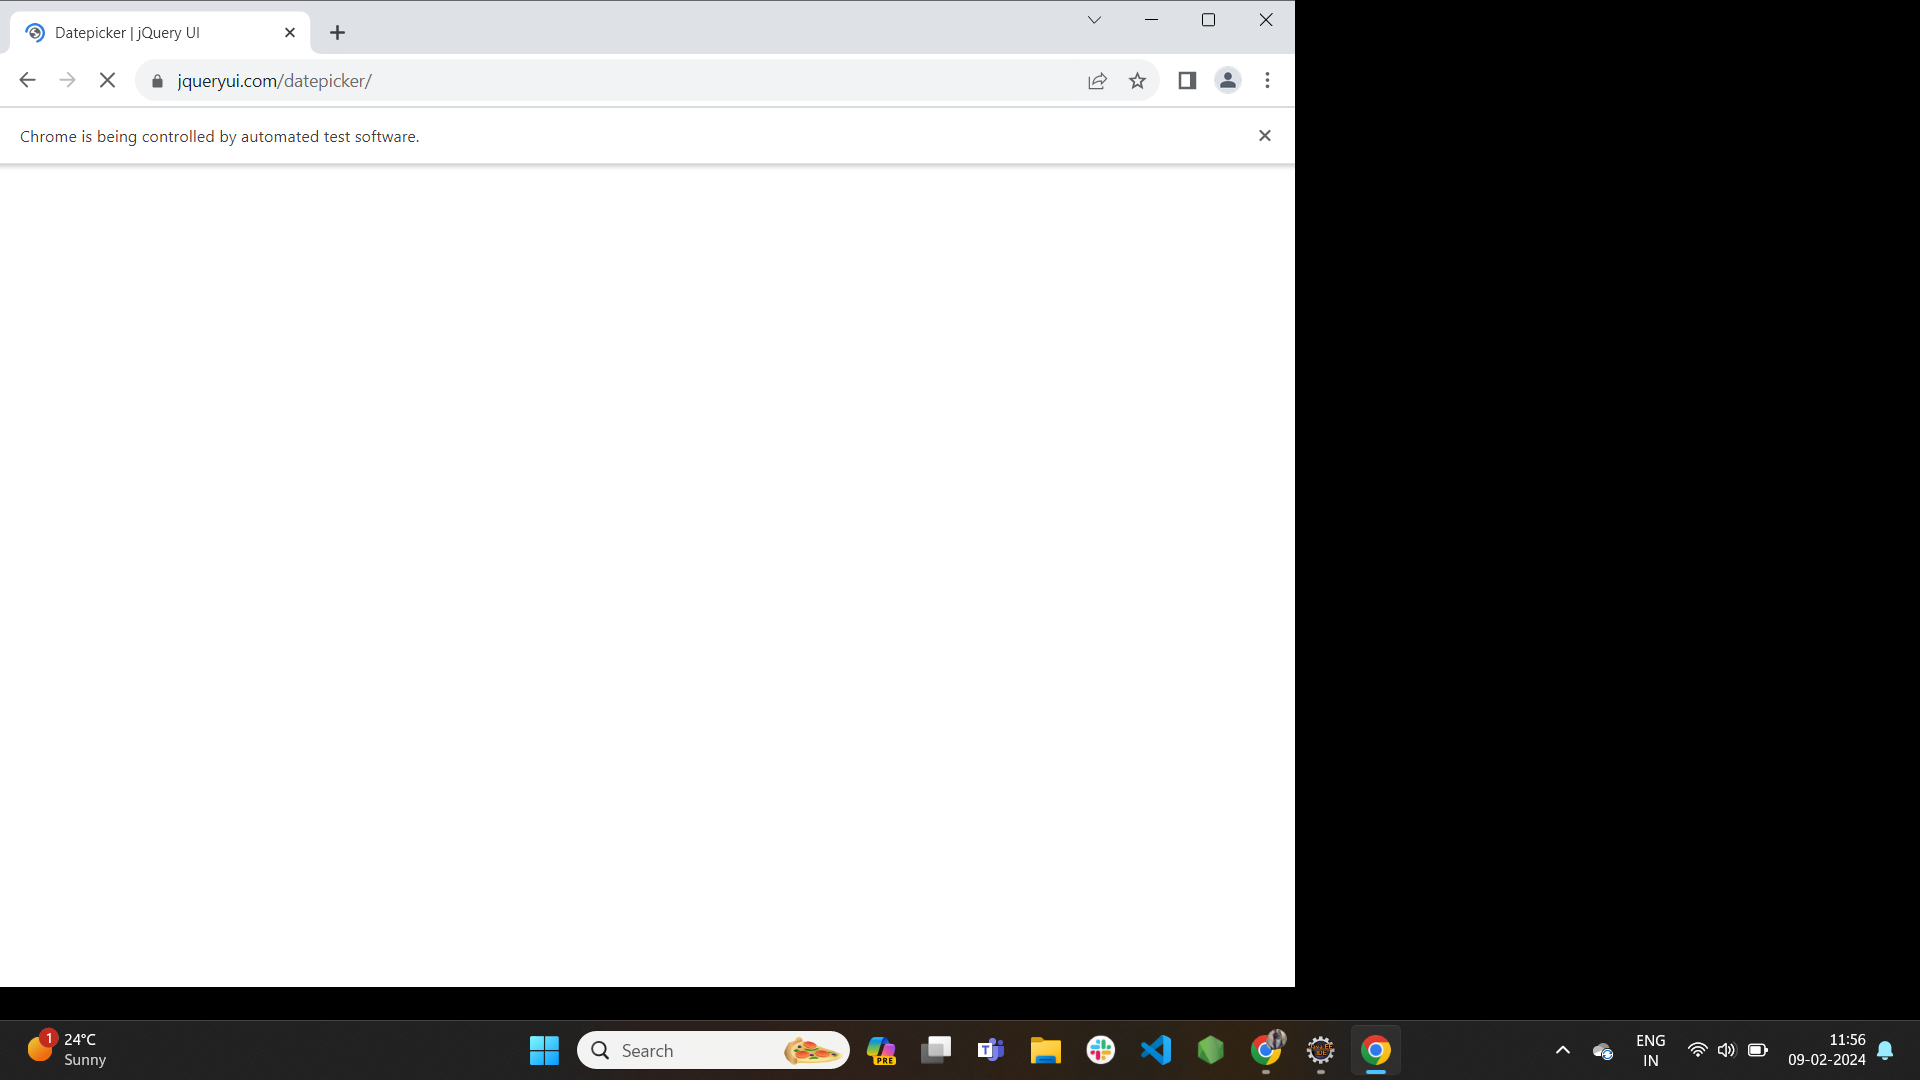 Datepicker | jQuery UI
jqueryui.com/datepicker/
Chrome is being controlled by automated test software.
1
24°C
Sunny
Search
PRE
T
ENG
IN
11:56
09-02-2024